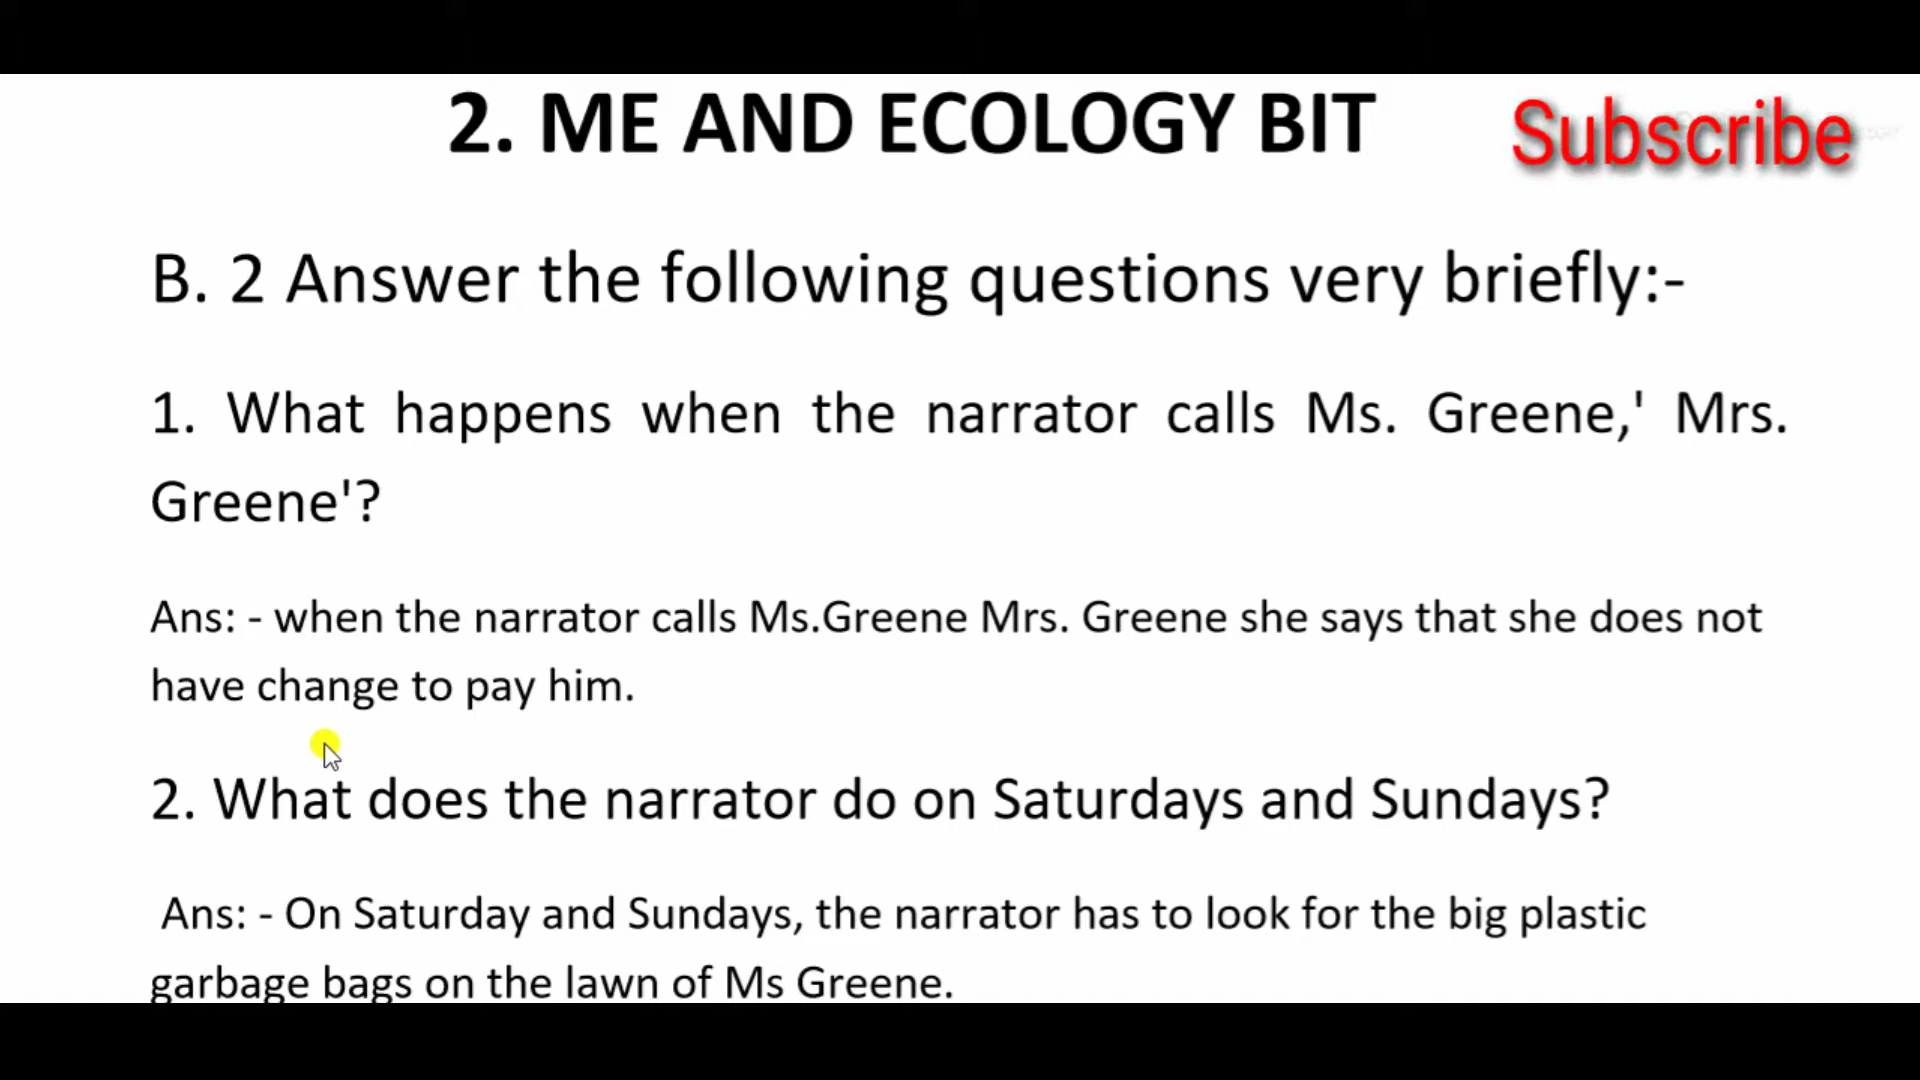 2. ME AND ECOLOGY BIT
Subscribe
B. 2 Answer the following questions very briefly:-
1. What happens when the narrator calls Ms. Greene,' Mrs.
Greene'?
Ans: - when the narrator calls Ms.Greene Mrs. Greene she says that she does not
have change to pay him.
2. What does the narrator do on Saturdays and Sundays?
Ans: - On Saturday and Sundays, the narrator has to look for the big plastic
garbage bags on the lawn of Ms Greene.